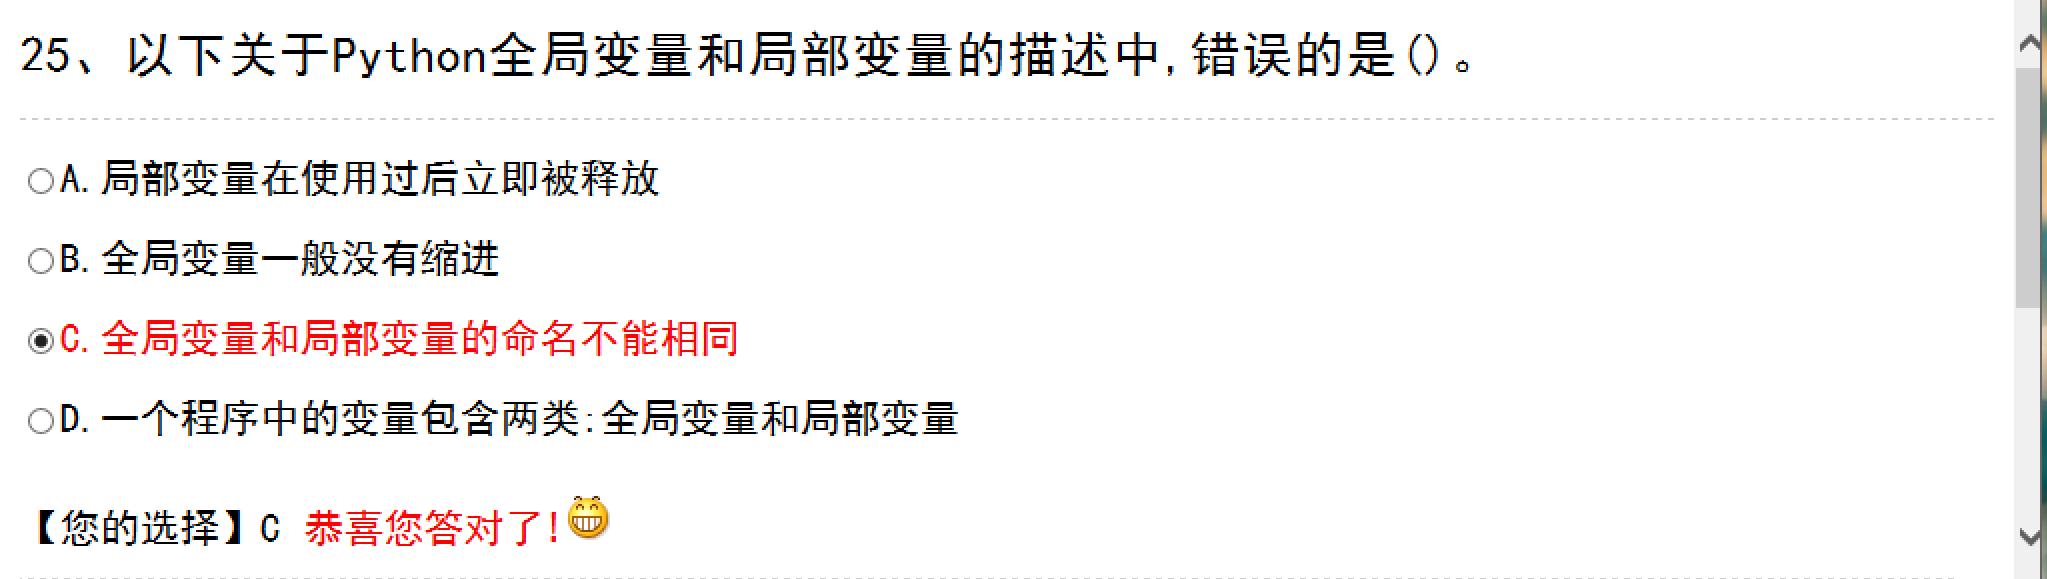 25、以下关于Python全局变量和局部变量的描述中,错误的是()。
A.局部变量在使用过后立即被释放
B.全局变量一般没有缩进
C.全局变量和局部变量的命名不能相同
D.一个程序中的变量包含两类:全局变量和局部变量
【您的选择】C 恭喜您答对了!